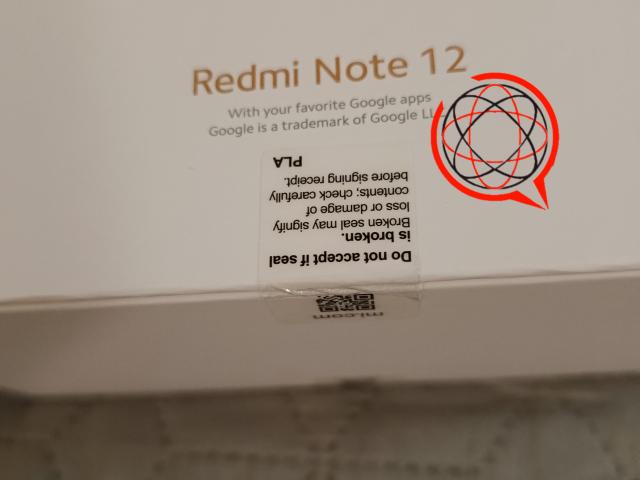 Redmi Note 12
With your favorite Google apps
Google is a trademark of Google
Do not accept if seal
is broken.
Broken seal may signify
loss or damage of
contents; check carefully
before signing receipt.
PLA
mi.com